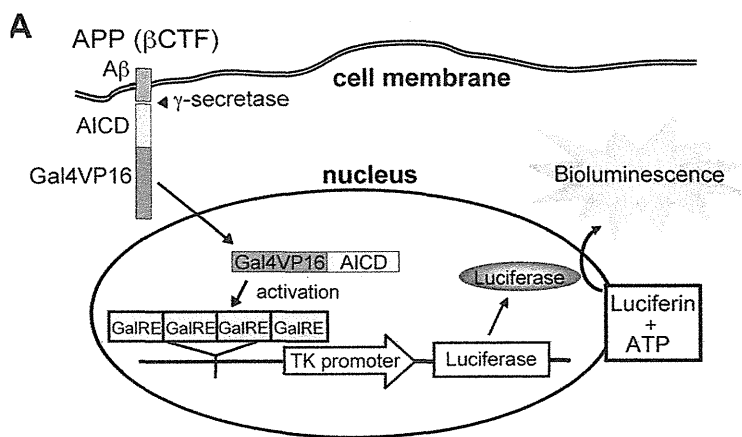 A
APP (βCTF)
Aβ
cell membrane
γ-secretase
AICD
Gal4VP16
nucleus
Bioluminescence
Gal4VP16 AICD
activation
Luciferase
GalRE GalRE GalRE GalRE
Luciferin
+
ATP
TK promoter
Luciferase